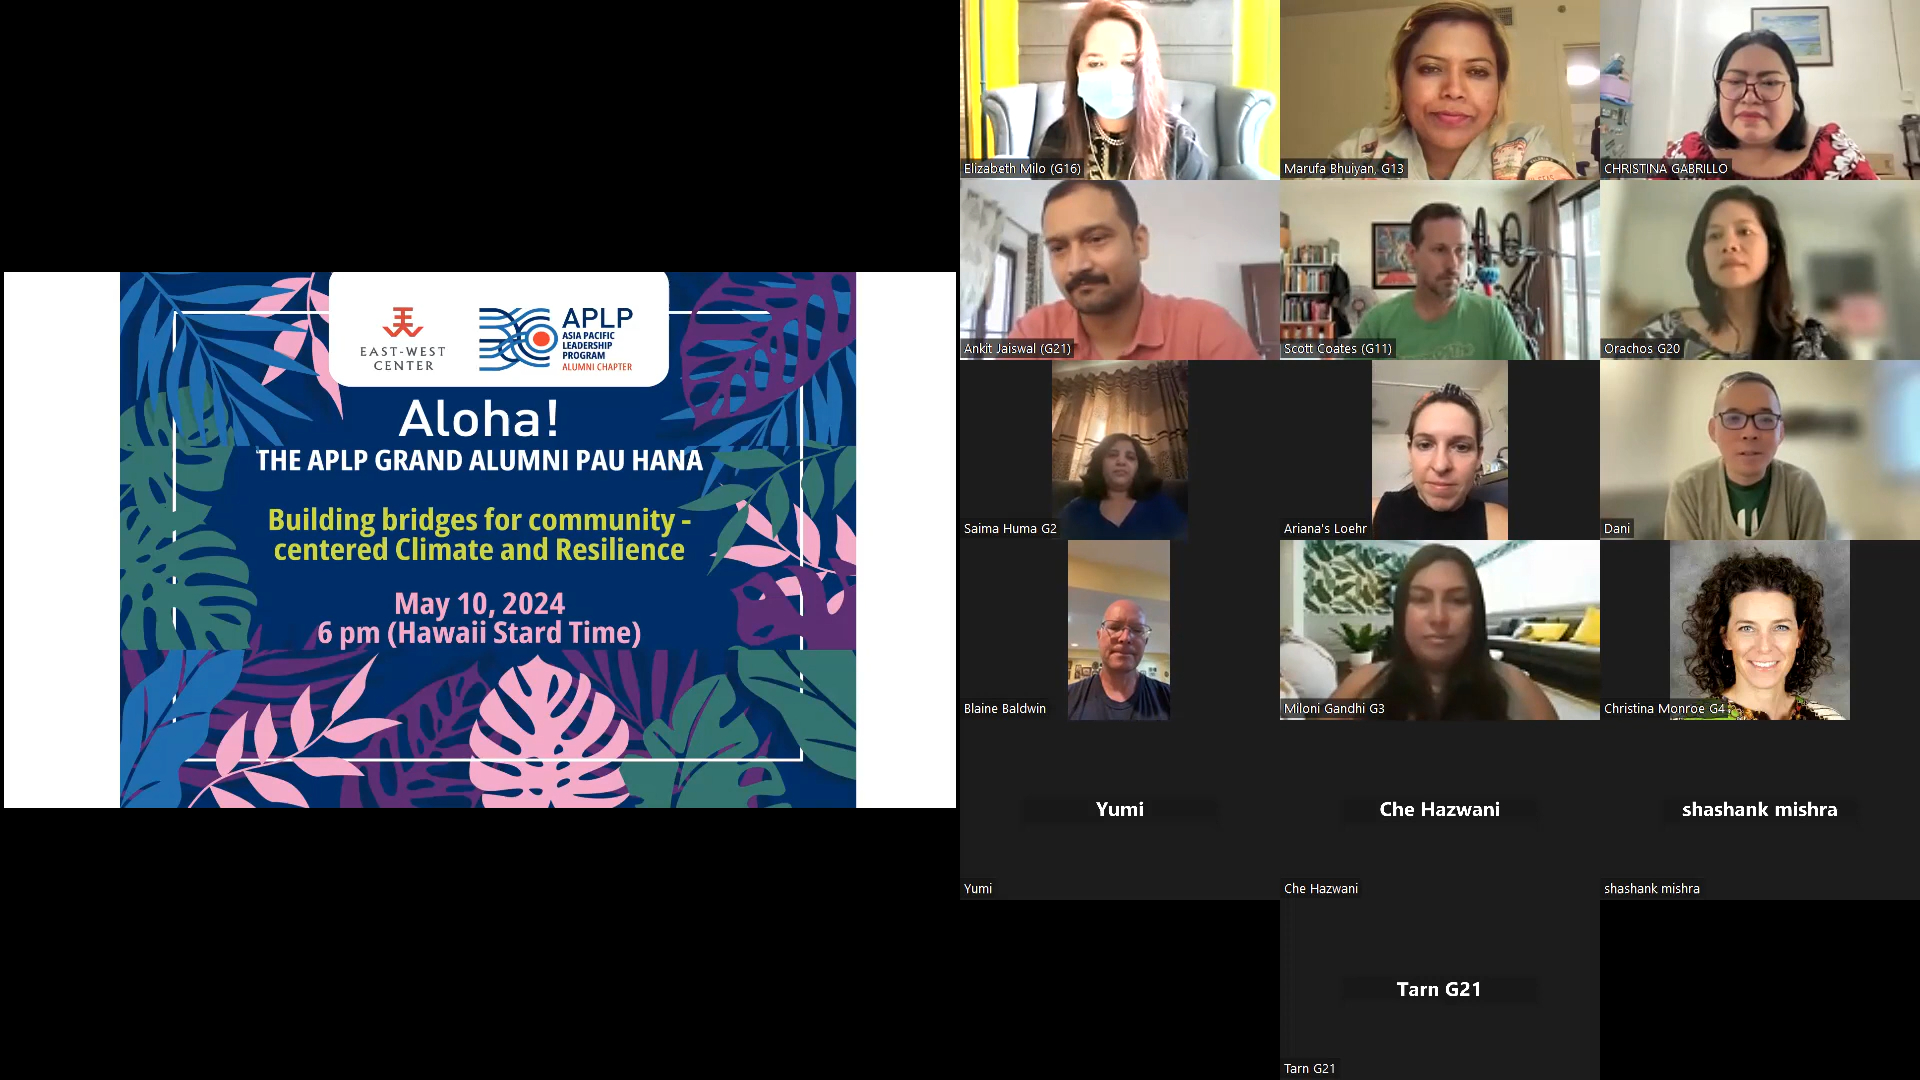 EAST-WEST
CENTER
APLP
ASIA PACIFIC
LEADERSHIP
PROGRAM
ALUMNI CHAPTER
Aloha!
THE APLP GRAND ALUMNI PAU HANA
Building bridges for community -
centered Climate and Resilience
May 10, 2024
6 pm (Hawaii Stard Time)
Elizabeth Milo (G16)
Marufa Bhuiyan, G13
CHRISTINA GABRILLO
Ankit Jaiswal (G21)
Scott Coates (G11)
Orachos G20
Saima Huma G2
Ariana's Loehr
Dani
Blaine Baldwin
Miloni Gandhi G3
Christina Monroe G4
Yumi
Che Hazwani
shashank mishra
Yumi
Che Hazwani
shashank mishra
Tarn G21
Tarn G21